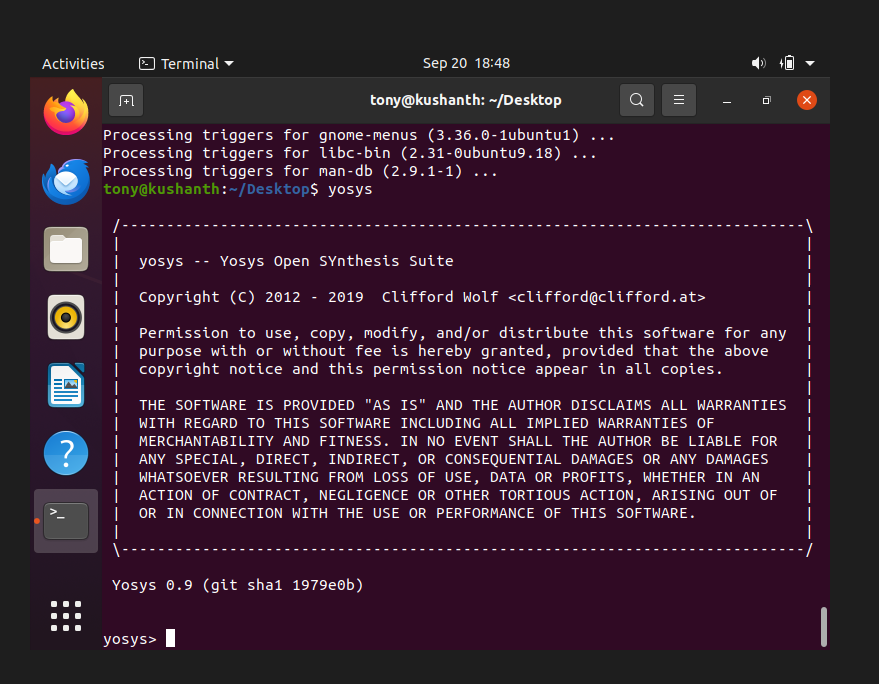 Activities
Terminal
Sep 20 18:48
tony@kushanth: ~/Desktop
Processing triggers for gnome-menus (3.36.0-1ubuntu1) ...
Processing triggers for libc-bin (2.31-0ubuntu9.18) ...
Processing triggers for man-db (2.9.1-1) ...
tony@kushanth:~/Desktop$ yosys
/----------------------------------------------------------------------------\
|                                                                            |
|  yosys -- Yosys Open SYnthesis Suite                                       |
|                                                                            |
|  Copyright (C) 2012 - 2019  Clifford Wolf <clifford@clifford.at>           |
|                                                                            |
|  Permission to use, copy, modify, and/or distribute this software for any  |
|  purpose with or without fee is hereby granted, provided that the above    |
|  copyright notice and this permission notice appear in all copies.         |
|                                                                            |
|  THE SOFTWARE IS PROVIDED "AS IS" AND THE AUTHOR DISCLAIMS ALL WARRANTIES  |
|  WITH REGARD TO THIS SOFTWARE INCLUDING ALL IMPLIED WARRANTIES OF          |
|  MERCHANTABILITY AND FITNESS. IN NO EVENT SHALL THE AUTHOR BE LIABLE FOR   |
|  ANY SPECIAL, DIRECT, INDIRECT, OR CONSEQUENTIAL DAMAGES OR ANY DAMAGES    |
|  WHATSOEVER RESULTING FROM LOSS OF USE, DATA OR PROFITS, WHETHER IN AN     |
|  ACTION OF CONTRACT, NEGLIGENCE OR OTHER TORTIOUS ACTION, ARISING OUT OF   |
|  OR IN CONNECTION WITH THE USE OR PERFORMANCE OF THIS SOFTWARE.            |
|                                                                            |
\----------------------------------------------------------------------------/
Yosys 0.9 (git sha1 1979e0b)
yosys>